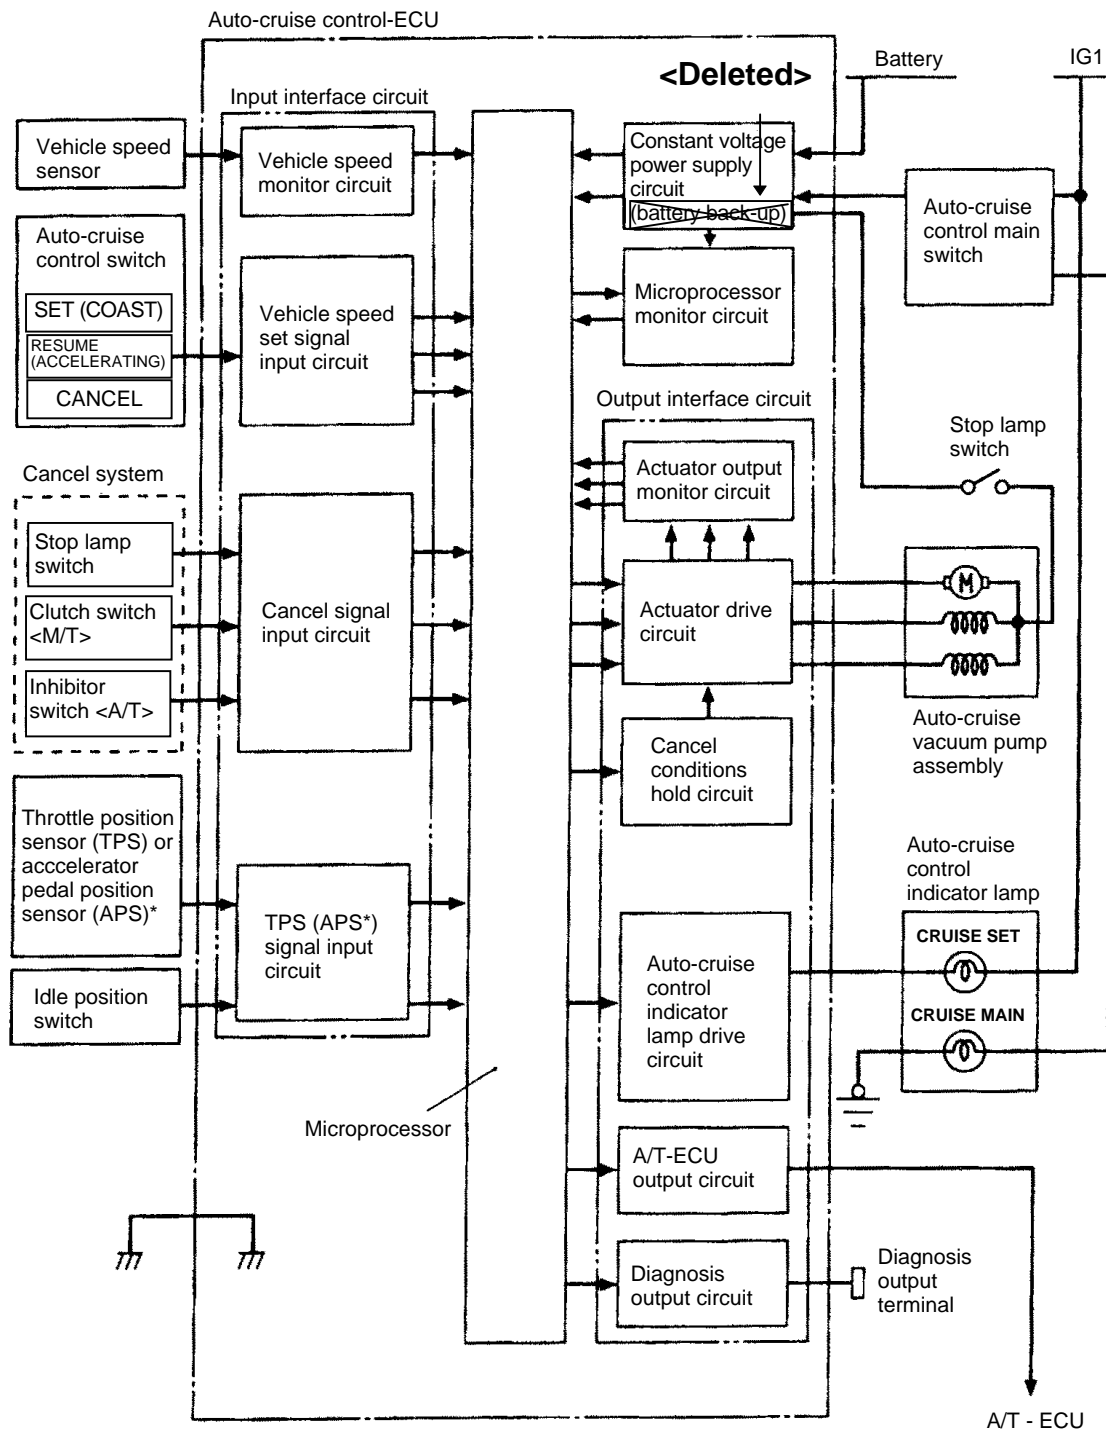 Auto-cruise control-ECU
<Deleted>
Battery
IG1
Input interface circuit
Vehicle speed
sensor
Vehicle speed
monitor circuit
Constant voltage
power supply
circuit
(battery back-up)
Auto-cruise
control main
switch
Auto-cruise
control switch
SET (COAST)
RESUME
(ACCELERATING)
CANCEL
Vehicle speed
set signal
input circuit
Microprocessor
monitor circuit
Output interface circuit
Stop lamp
switch
Actuator output
monitor circuit
Cancel system
Stop lamp
switch
Clutch switch
<M/T>
Inhibitor
switch <A/T>
Cancel signal
input circuit
Actuator drive
circuit
M
Auto-cruise
vacuum pump
assembly
Cancel
conditions
hold circuit
Throttle position
sensor (TPS) or
acccelerator
pedal position
sensor (APS)*
TPS (APS*)
signal input
circuit
Idle position
switch
Auto-cruise
control
indicator lamp
CRUISE SET
CRUISE MAIN
Auto-cruise
control
indicator
lamp drive
circuit
Microprocessor
A/T-ECU
output circuit
Diagnosis
output circuit
Diagnosis
output
terminal
A/T - ECU